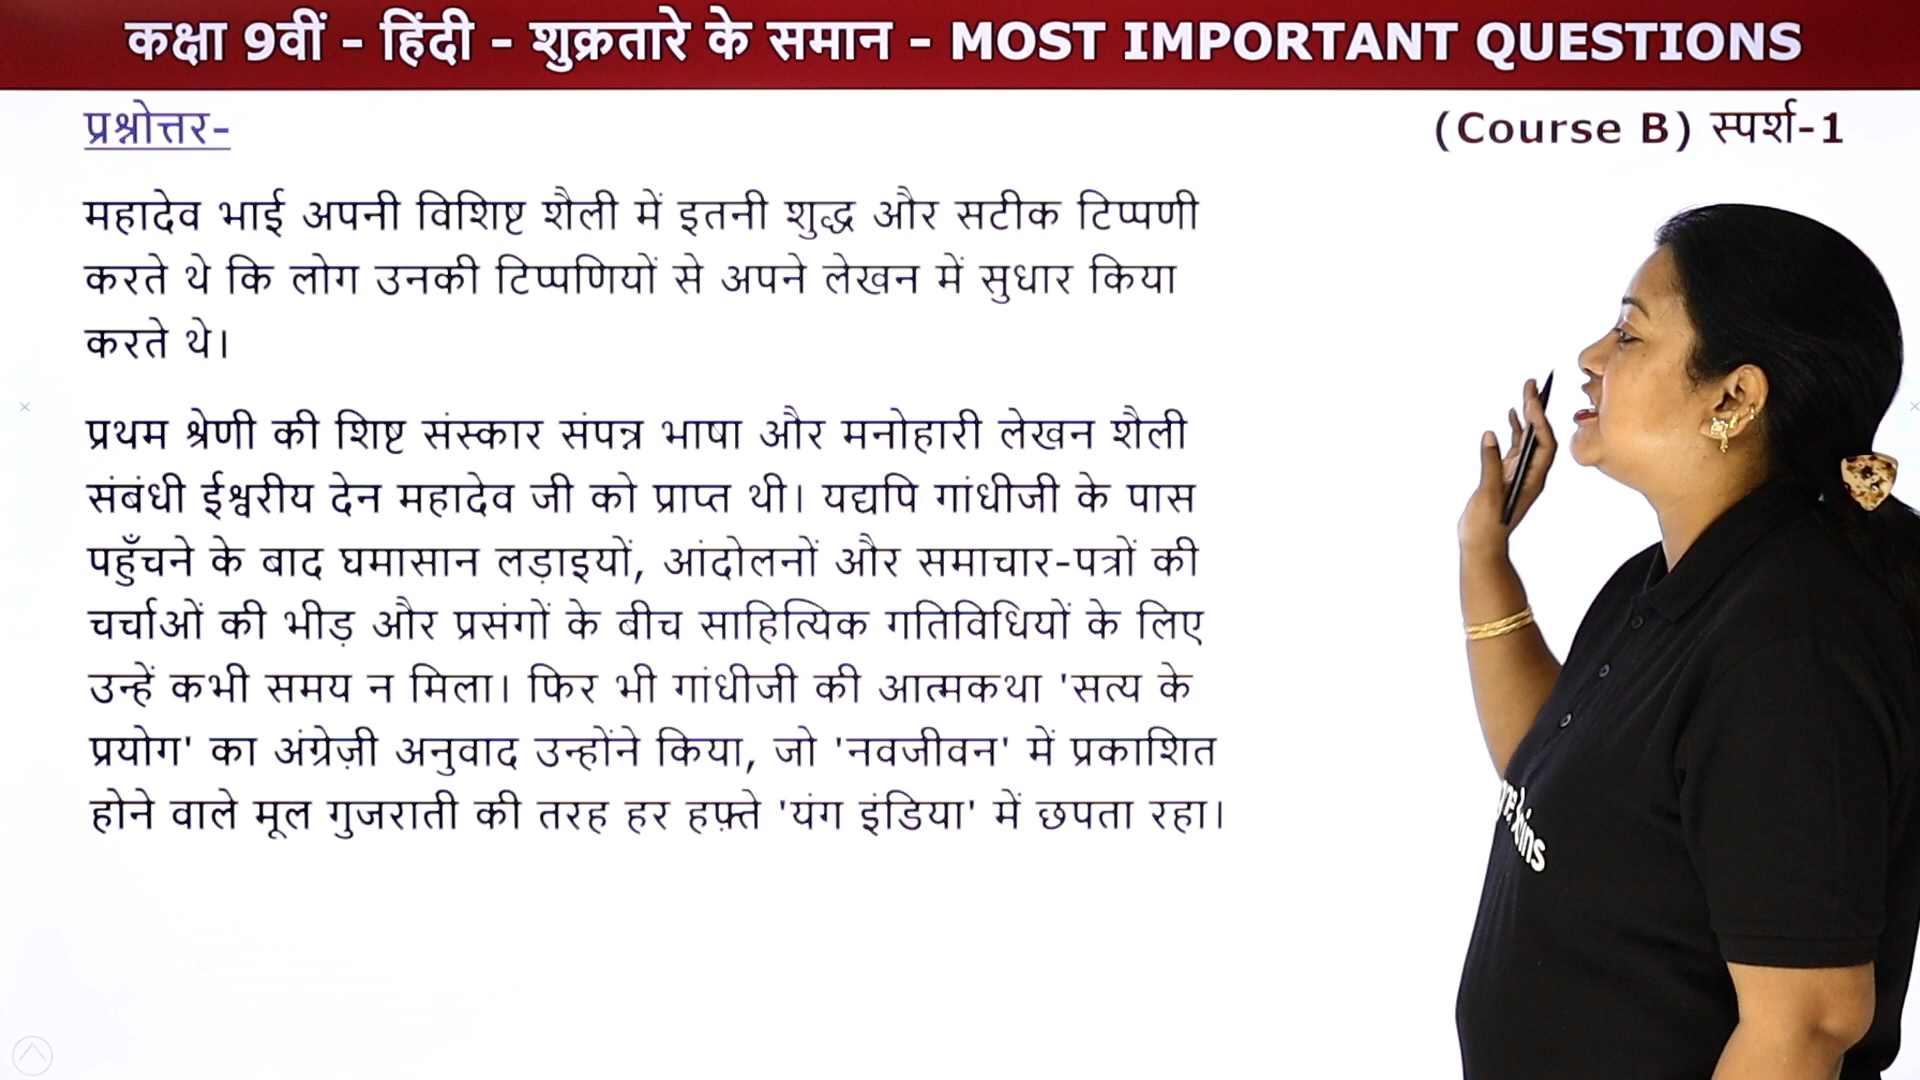 कक्षा 9वीं - हिंदी - शुक्रतारे के समान - MOST IMPORTANT QUESTIONS
प्रश्नोत्तर-
(Course B) स्पर्श-1
महादेव भाई अपनी विशिष्ट शैली में इतनी शुद्ध और सटीक टिप्पणी
करते थे कि लोग उनकी टिप्पणियों से अपने लेखन में सुधार किया
करते थे।
प्रथम श्रेणी की शिष्ट संस्कार संपन्न भाषा और मनोहारी लेखन शैली
संबंधी ईश्वरीय देन महादेव जी को प्राप्त थी। यद्यपि गांधीजी के पास
पहुँचने के बाद घमासान लड़ाइयों, आंदोलनों और समाचार-पत्रों की
चर्चाओं की भीड़ और प्रसंगों के बीच साहित्यिक गतिविधियों के लिए
उन्हें कभी समय न मिला। फिर भी गांधीजी की आत्मकथा 'सत्य के
प्रयोग' का अंग्रेज़ी अनुवाद उन्होंने किया, जो 'नवजीवन' में प्रकाशित
होने वाले मूल गुजराती की तरह हर हफ़्ते 'यंग इंडिया' में छपता रहा।